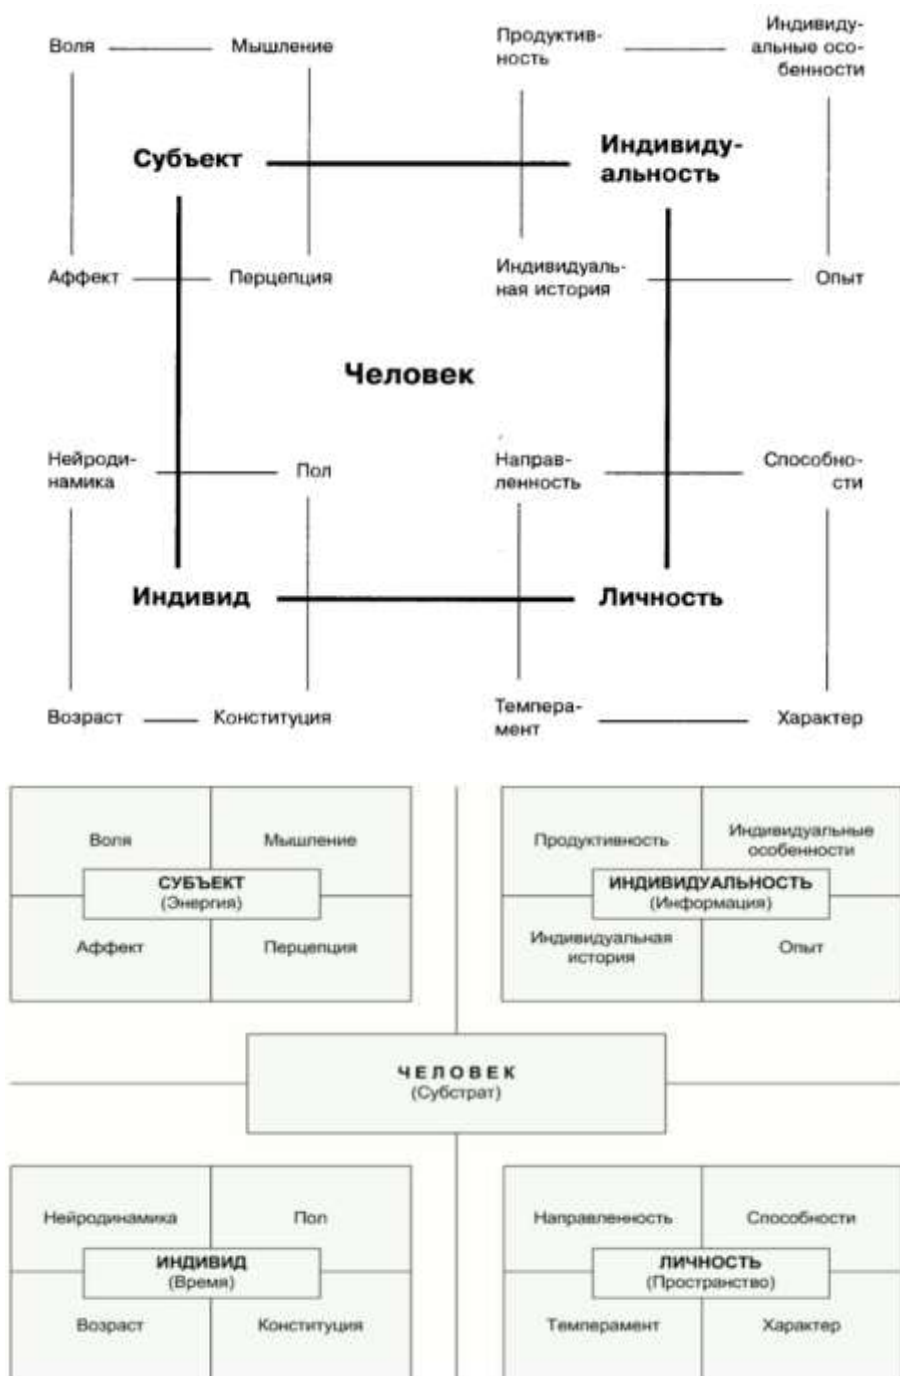 Воля
Мышление
Продуктив-
ность
Индивиду-
альные осо-
бенности
Субъект
Индивиду-
альность
Аффект
Перцепция
Индивидуаль-
ная история
Опыт
Человек
Нейроди-
намика
Пол
Направ-
ленность
Способно-
сти
Индивид
Личность
Возраст
Конституция
Темпера-
мент
Характер
Воля
Мышление
СУБЪЕКТ
(Энергия)
Аффект
Перцепция
Продуктивность
Индивидуальные
особенности
ИНДИВИДУАЛЬНОСТЬ
(Информация)
Индивидуальная
история
Опыт
ЧЕЛОВЕК
(Субстрат)
Нейродинамика
Пол
ИНДИВИД
(Время)
Возраст
Конституция
Направленность
Способности
ЛИЧНОСТЬ
(Пространство)
Темперамент
Характер